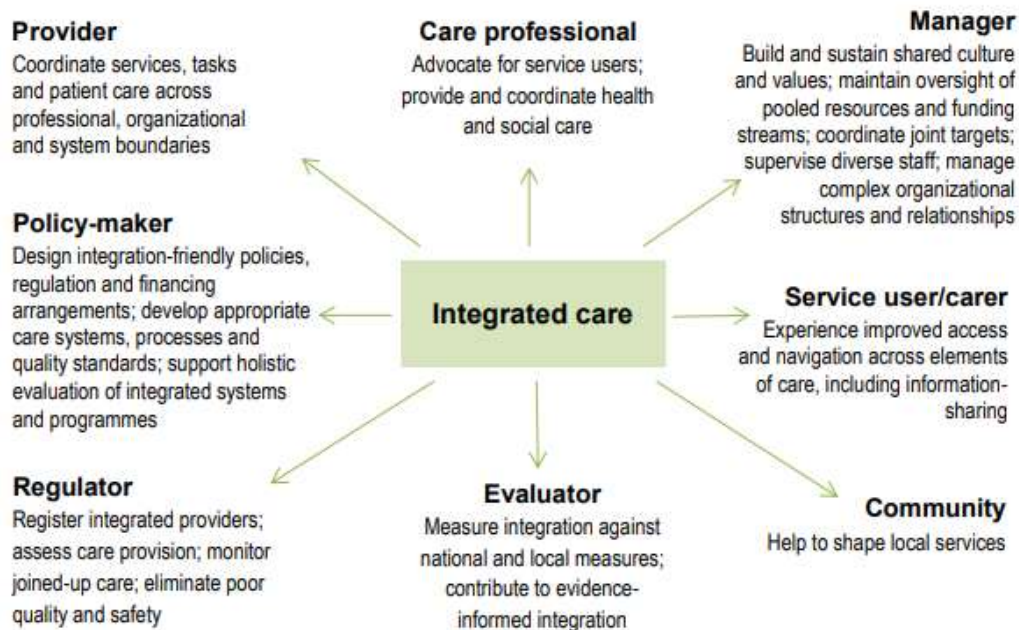 Provider
Coordinate services, tasks
and patient care across
professional, organizational
and system boundaries
Care professional
Advocate for service users;
provide and coordinate health
and social care
Manager
Build and sustain shared culture
and values; maintain oversight of
pooled resources and funding
streams; coordinate joint targets;
supervise diverse staff; manage
complex organizational
structures and relationships
Policy-maker
Design integration-friendly policies,
regulation and financing
arrangements; develop appropriate
care systems, processes and
quality standards; support holistic
evaluation of integrated systems
and programmes
Integrated care
Service user/carer
Experience improved access
and navigation across elements
of care, including information-
sharing
Regulator
Register integrated providers;
assess care provision; monitor
joined-up care; eliminate poor
quality and safety
Evaluator
Measure integration against
national and local measures;
contribute to evidence-
informed integration
Community
Help to shape local services